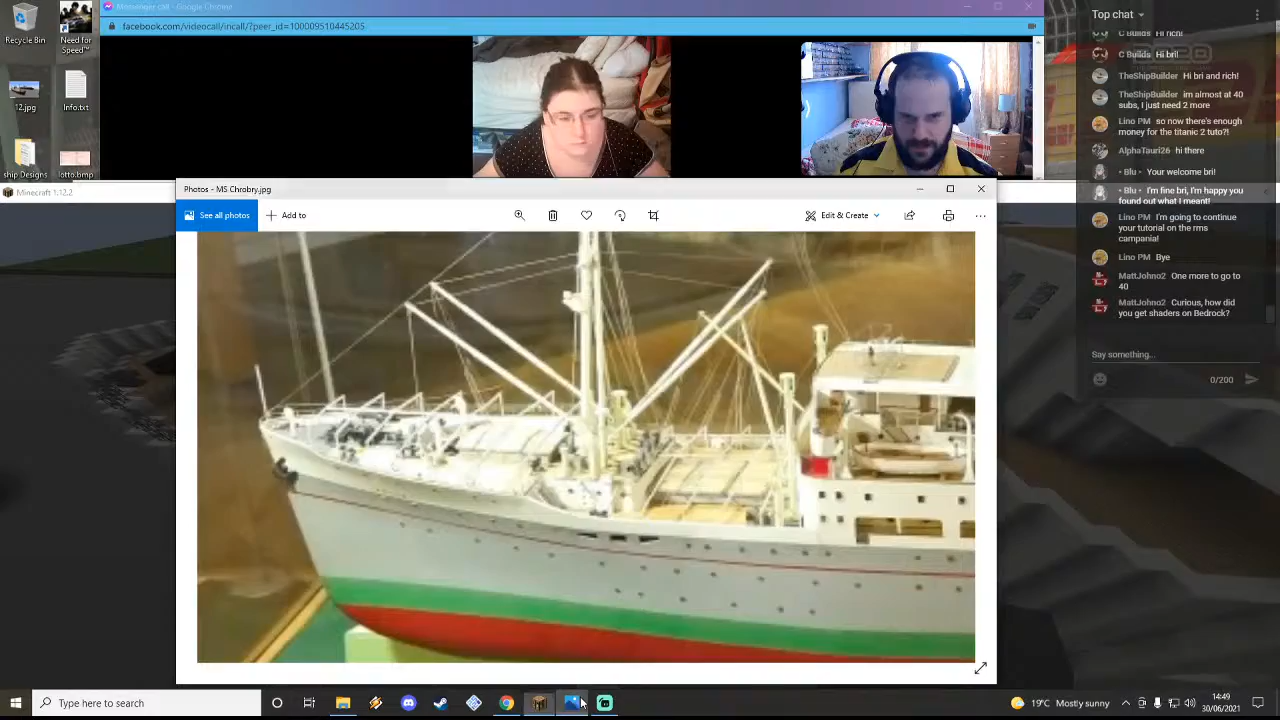 Messenger call - Google Chrome
facebook.com/videocall/incall/?peer_id=100009510445205
Recycle Bin
Need for
Speed™
12.jpg
Info.txt
ship Designs
lotto.bmp
Minecraft 1.12.2
Photos - MS Chrobry.jpg
See all photos
Add to
Edit & Create
Top chat
C Builds Hi rich!
C Builds Hi bri!
TheShipBuilder Hi bri and rich!
TheShipBuilder im almost at 40
subs, I just need 2 more
Lino PM so now there's enough
money for the titanic 2 tuto?!
AlphaTauri26 hi there
• Blu • Your welcome bri!
• Blu • I'm fine bri, I'm happy you
found out what I meant!
Lino PM I'm going to continue
your tutorial on the rms
campania!
Lino PM Bye
MattJohno2 One more to go to
40
MattJohno2 Curious, how did
you get shaders on Bedrock?
Say something...
0/200
Type here to search
19°C Mostly sunny
14:49
30/06/2021